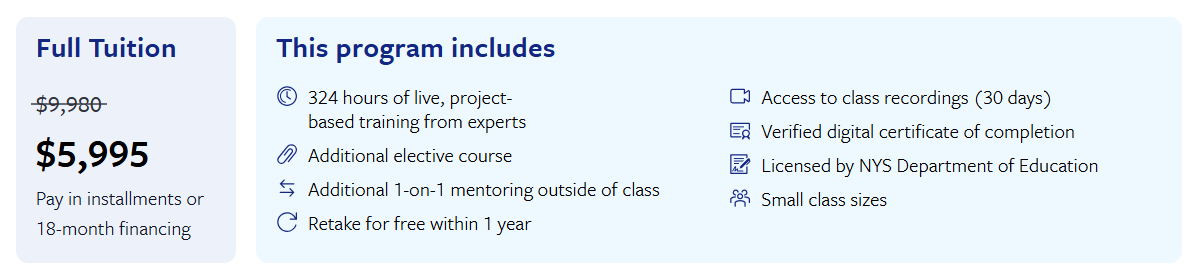 Full Tuition
$9,980
$5,995
Pay in installments or
18-month financing
This program includes
324 hours of live, project-
based training from experts
Additional elective course
Additional 1-on-1 mentoring outside of class
Retake for free within 1 year
Access to class recordings (30 days)
Verified digital certificate of completion
Licensed by NYS Department of Education
Small class sizes